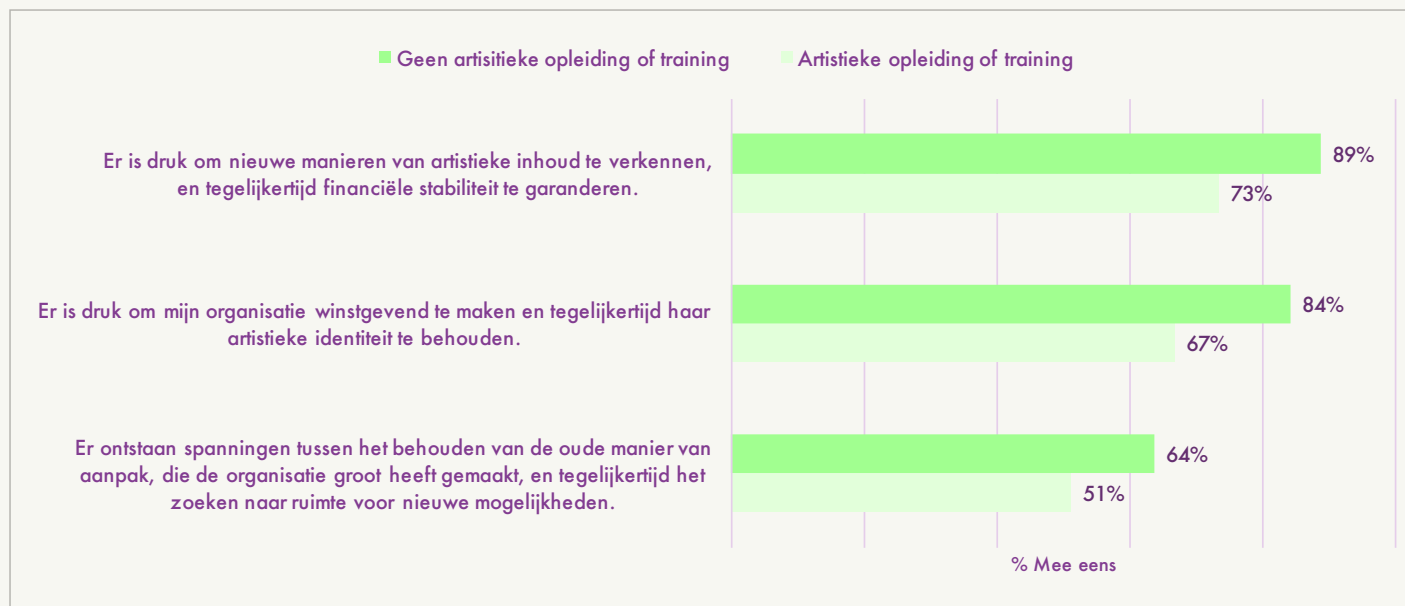 Geen artisitieke opleiding of training
Artistieke opleiding of training
Er is druk om nieuwe manieren van artistieke inhoud te verkennen,
en tegelijkertijd financiële stabiliteit te garanderen.
89%
73%
Er is druk om mijn organisatie winstgevend te maken en tegelijkertijd haar
artistieke identiteit te behouden.
84%
67%
Er ontstaan spanningen tussen het behouden van de oude manier van
aanpak, die de organisatie groot heeft gemaakt, en tegelijkertijd het
zoeken naar ruimte voor nieuwe mogelijkheden.
64%
51%
% Mee eens